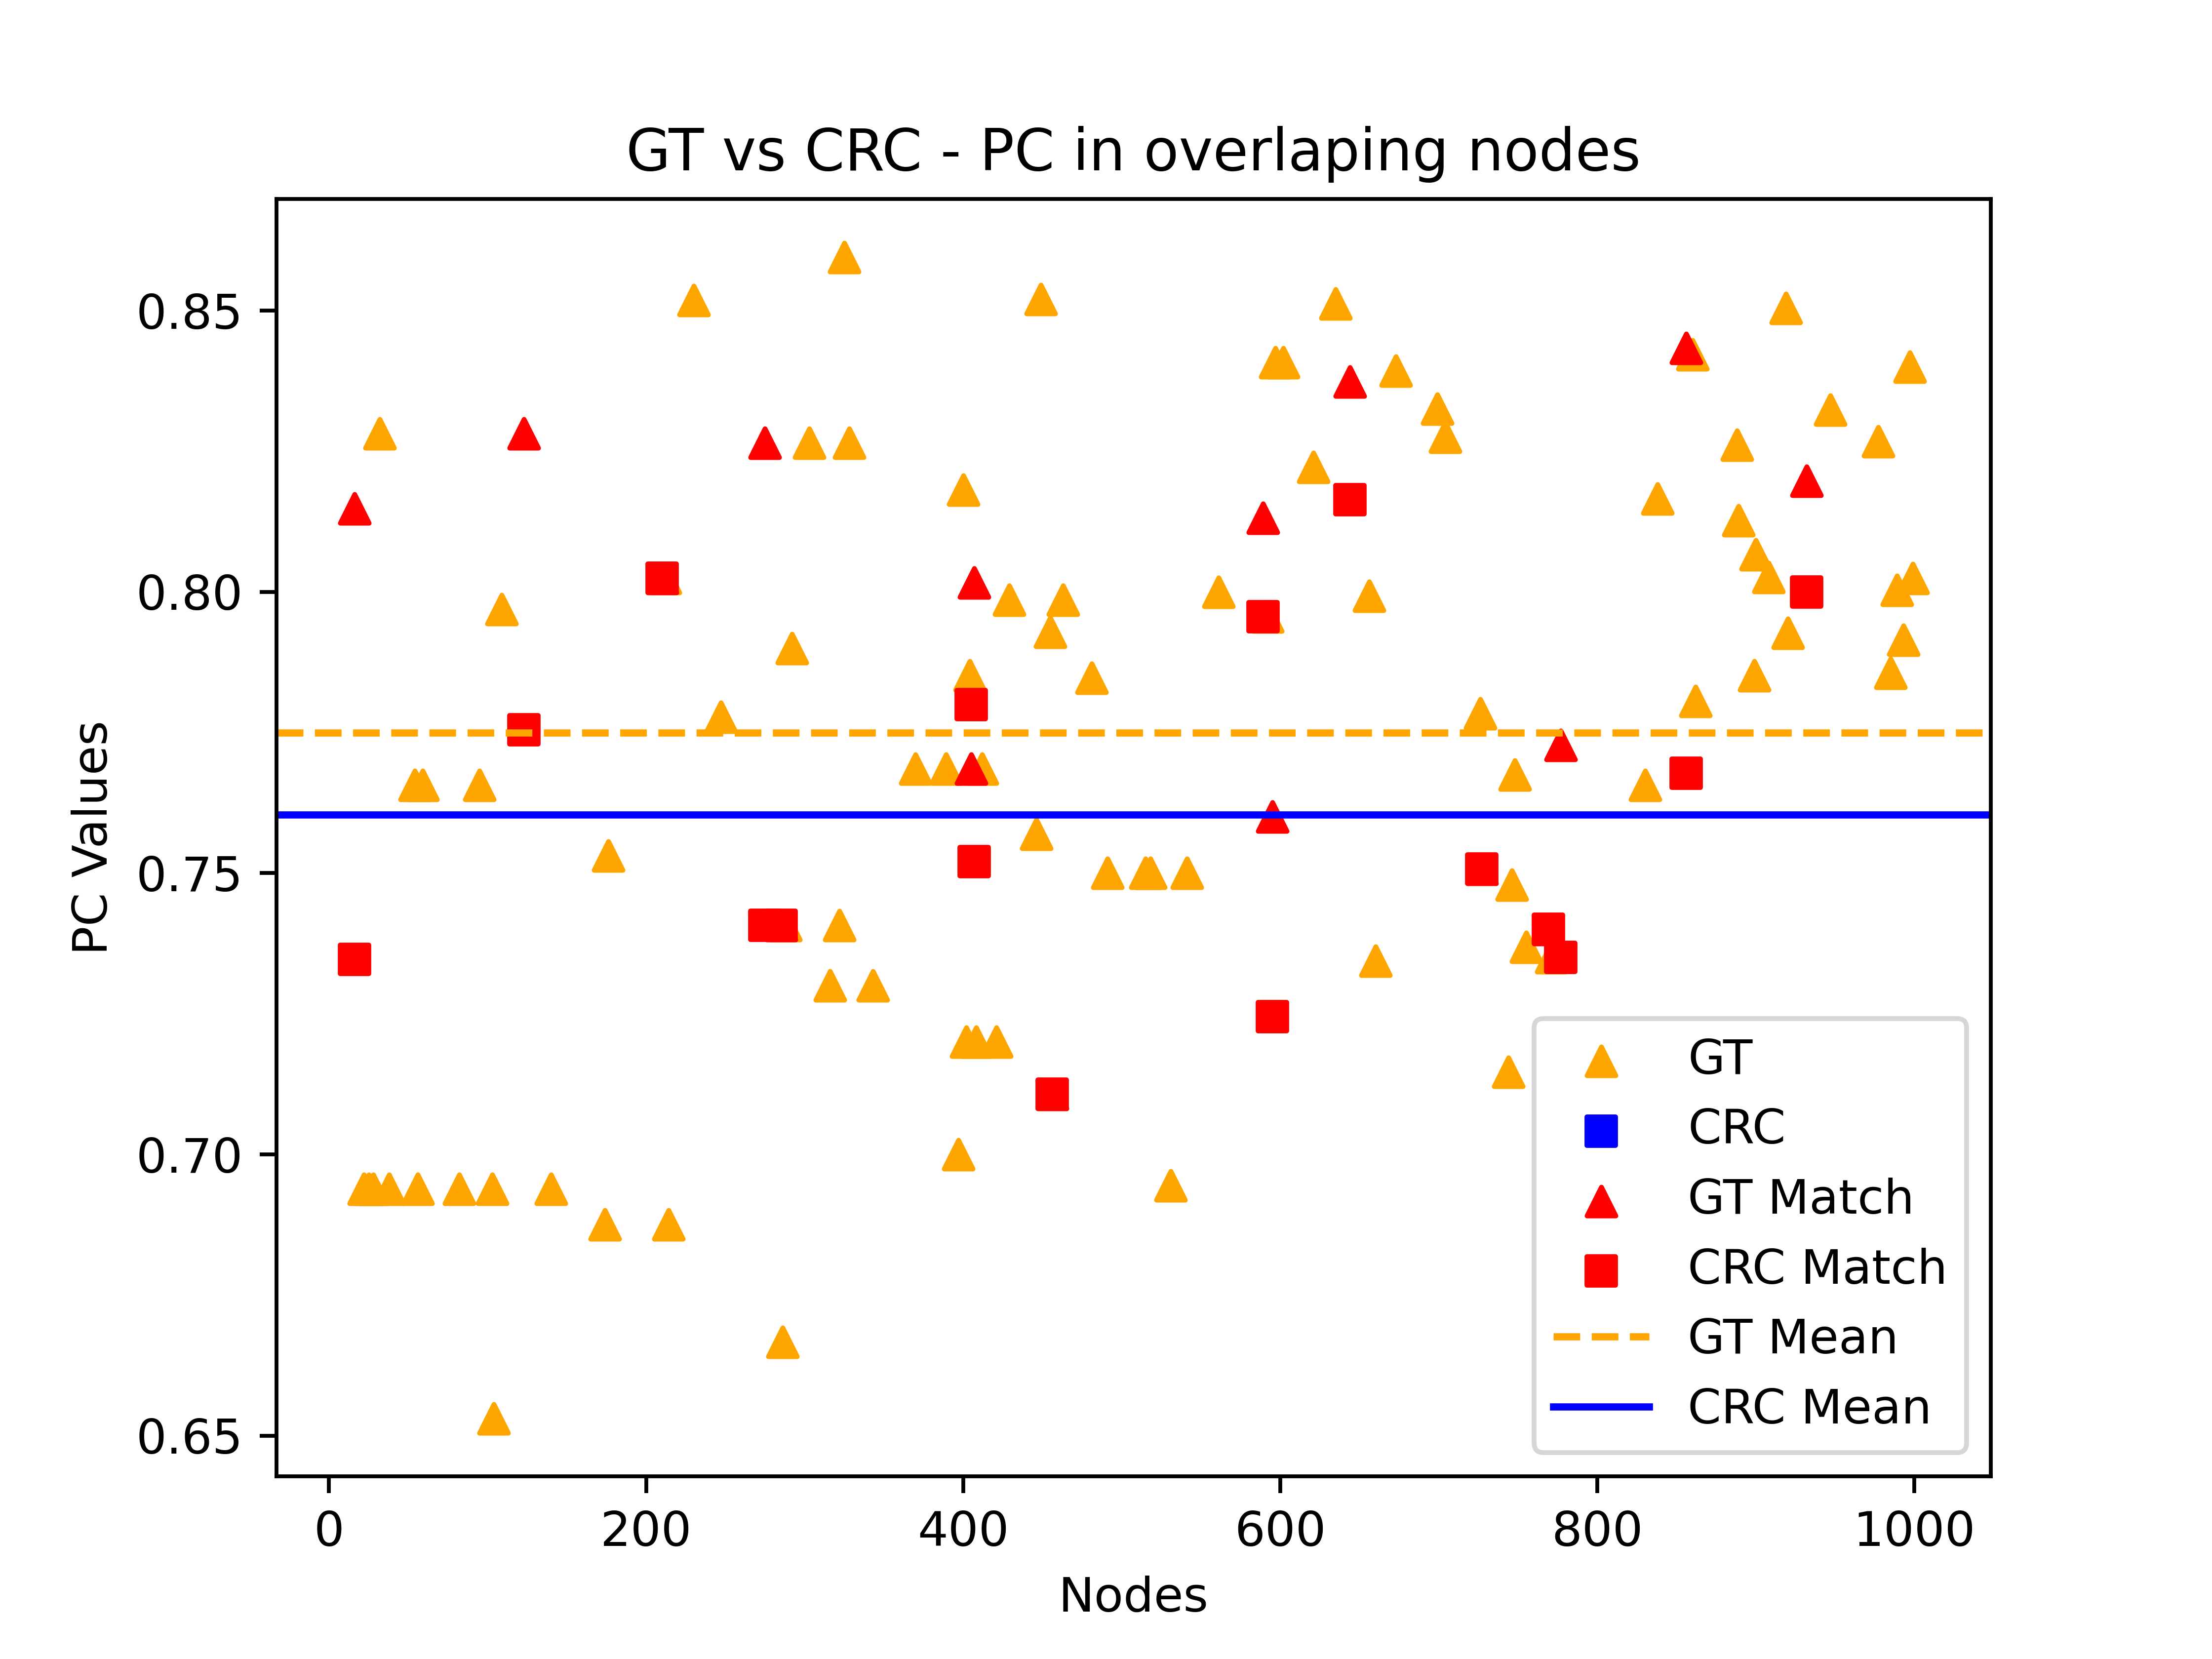 GT vs CRC - PC in overlaping nodes
PC Values
0.85
0.80
0.75
0.70
0.65
0
200
400
600
800
1000
Nodes
GT
CRC
GT Match
CRC Match
GT Mean
CRC Mean